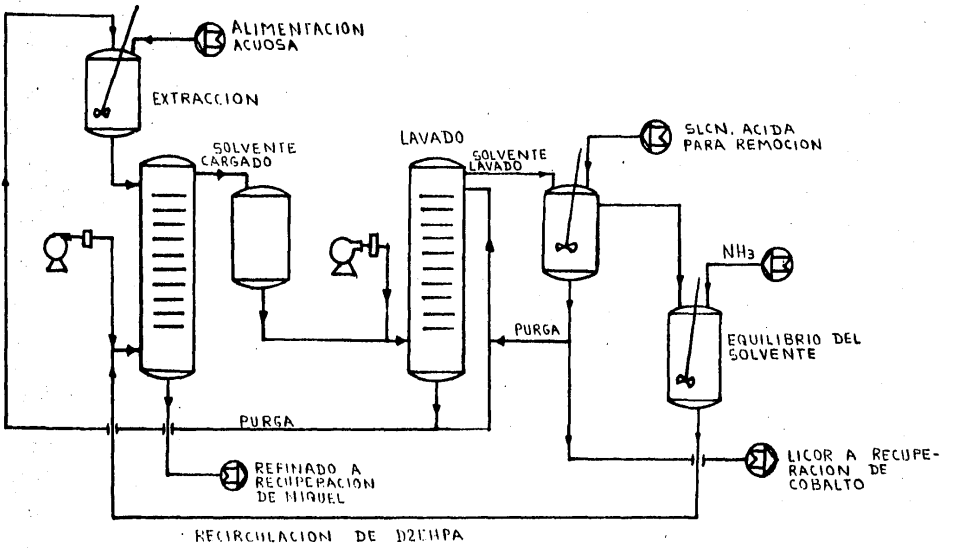 ALIMENTACION
ACUOSA
EXTRACCION
SOLVENTE
CARGADO
LAVADO
SOLVENTE
LAVADO
SLCN. ACIDA
PARA REMOCION
NH3
PURGA
EQUILIBRIO DEL
SOLVENTE
PURGA
REFINADO A
RECUPERACION
DE NIQUEL
LICOR A RECUPE-
RACION DE
COBALTO
RECIRCULACION DE D2EHPA